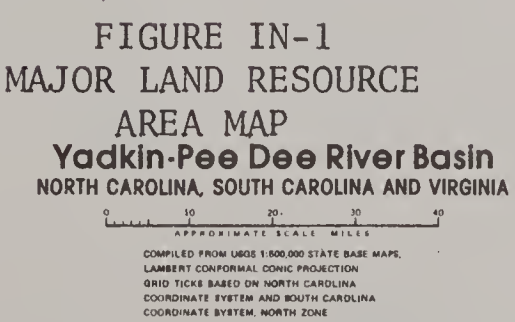 FIGURE IN-1
MAJOR LAND RESOURCE
AREA MAP
Yadkin-Pee Dee River Basin
NORTH CAROLINA, SOUTH CAROLINA AND VIRGINIA
0 10 20 30 40
APPROXIMATE SCALE MILES
COMPILED FROM USGS 1:500,000 STATE BASE MAPS,
LAMBERT CONFORMAL CONIC PROJECTION
GRID TICKS BASED ON NORTH CAROLINA
COORDINATE SYSTEM AND SOUTH CAROLINA
COORDINATE SYSTEM, NORTH ZONE